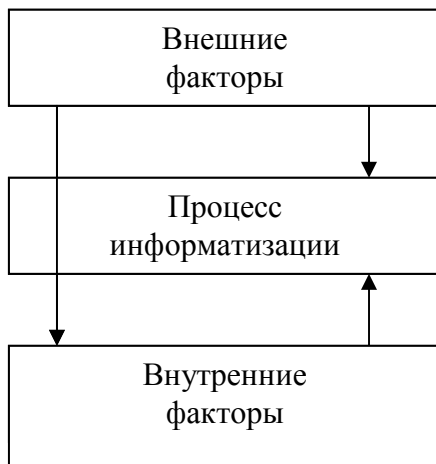 Внешние
факторы
Процесс
информатизации
Внутренние
факторы